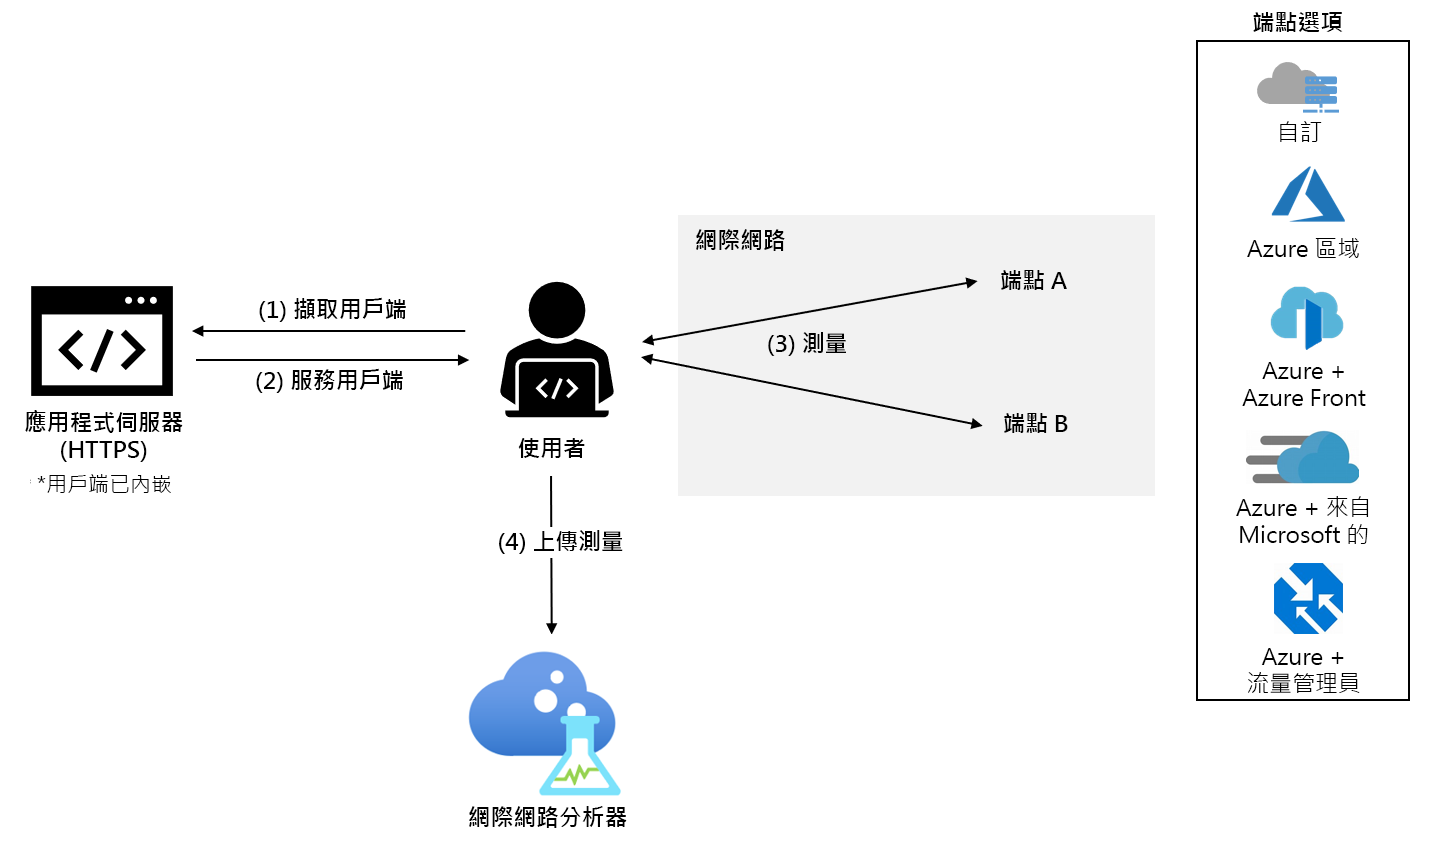 端點選項
自訂
Azure 區域
Azure +
Azure Front
Azure + 來自
Microsoft 的
Azure +
流量管理員
網際網路
端點 A
(3) 測量
端點 B
(1) 擷取用戶端
(2) 服務用戶端
應用程式伺服器
(HTTPS)
*用戶端已內嵌
使用者
(4) 上傳測量
網際網路分析器